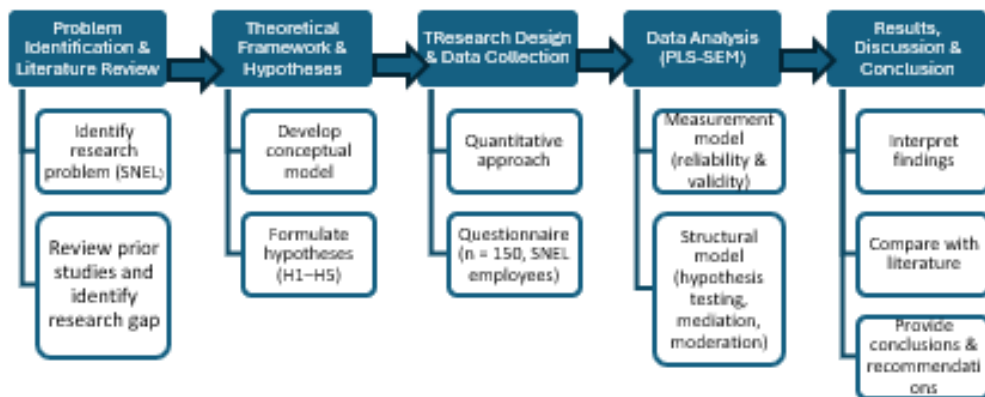 Problem
Identification &
Literature Review
Identify
research
problem (SNEL)
Review prior
studies and
identify
research gap
Theoretical
Framework &
Hypotheses
Develop
conceptual
model
Formulate
hypotheses
(H1–H5)
TResearch Design
& Data Collection
Quantitative
approach
Questionnaire
(n = 150, SNEL
employees)
Data Analysis
(PLS-SEM)
Measurement
model
(reliability &
validity)
Structural
model
(hypothesis
testing,
mediation,
moderation)
Results,
Discussion &
Conclusion
Interpret
findings
Compare with
literature
Provide
conclusions &
recommendati
ons